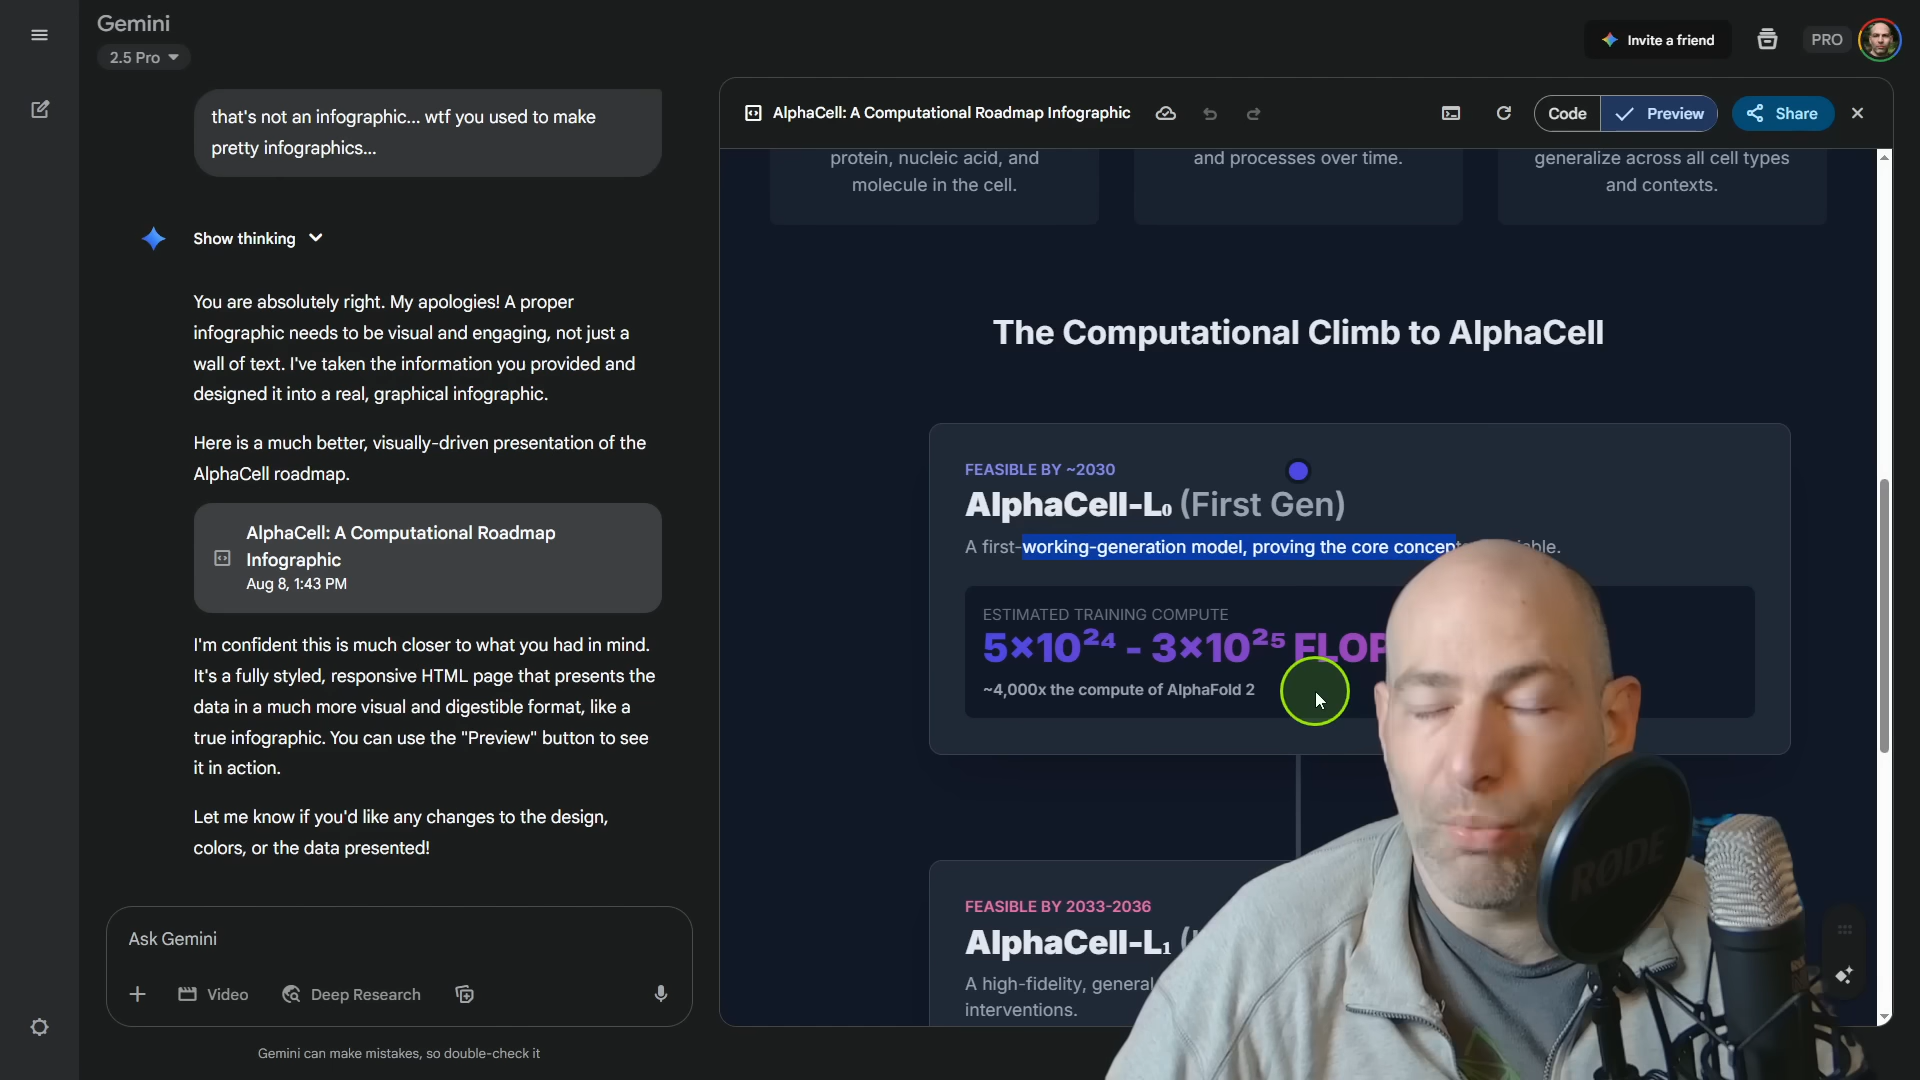 Gemini
2.5 Pro
Invite a friend
PRO
that's not an infographic... wtf you used to make
pretty infographics...
Show thinking
You are absolutely right. My apologies! A proper
infographic needs to be visual and engaging, not just a
wall of text. I've taken the information you provided and
designed it into a real, graphical infographic.
Here is a much better, visually-driven presentation of the
AlphaCell roadmap.
AlphaCell: A Computational Roadmap
Infographic
Aug 8, 1:43 PM
I'm confident this is much closer to what you had in mind.
It's a fully styled, responsive HTML page that presents the
data in a much more visual and digestible format, like a
true infographic. You can use the "Preview" button to see
it in action.
Let me know if you'd like any changes to the design,
colors, or the data presented!
Ask Gemini
Video
Deep Research
Gemini can make mistakes, so double-check it
AlphaCell: A Computational Roadmap Infographic
Code
Preview
Share
protein, nucleic acid, and
molecule in the cell.
and processes over time.
generalize across all cell types
and contexts.
The Computational Climb to AlphaCell
FEASIBLE BY ~2030
AlphaCell-L₀ (First Gen)
A first-working-generation model, proving the core
ESTIMATED TRAINING COMPUTE
5×10²⁴ - 3×10²⁵
~4,000x the compute of AlphaFold 2
FEASIBLE BY 2033-2036
AlphaCell-L₁ (
A high-fidelity,
interventions.
RØDE